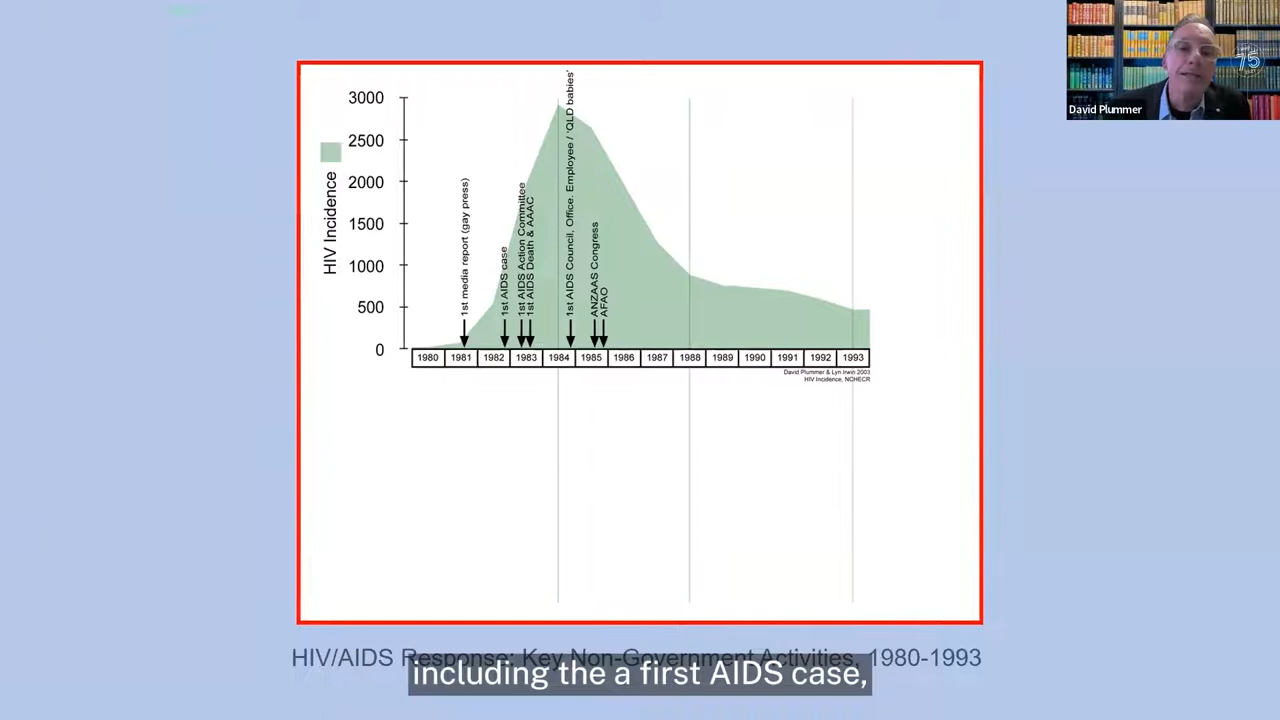 75
David Plummer
3000
2500
2000
1500
1000
500
0
HIV Incidence
1st media report (gay press)
1st AIDS case
1st AIDS Action Committee
1st AIDS Death & AAAC
1st AIDS Council, Office. Employee / 'QLD babies'
ANZAAS Congress
AFAO
1980 1981 1982 1983 1984 1985 1986 1987 1988 1989 1990 1991 1992 1993
David Plummer & Lyn Irwin 2003
HIV Incidence, NCHECR
HIV/AIDS Response: Key Non-Government Activities, 1980-1993
including the a first AIDS case,